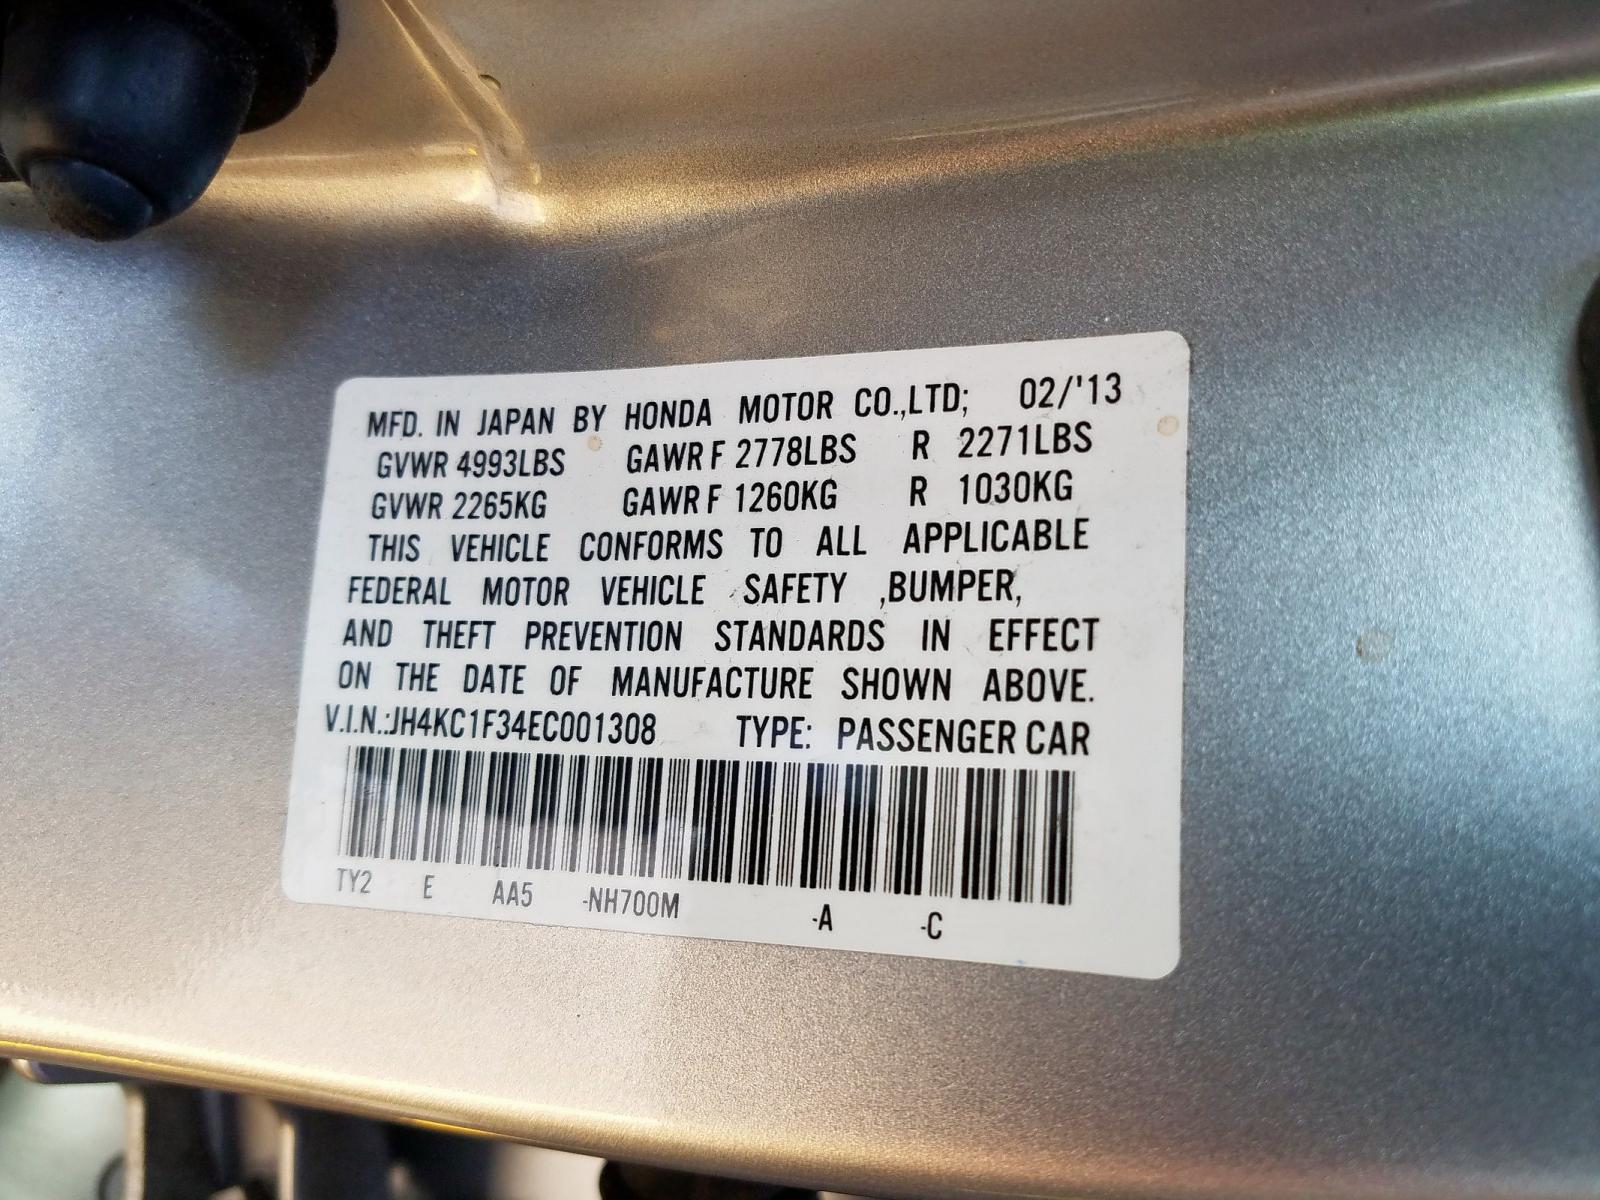 MFD. IN JAPAN BY HONDA MOTOR CO.,LTD; 02/'13
GVWR 4993LBS GAWR F 2778LBS R 2271LBS
GVWR 2265KG GAWR F 1260KG R 1030KG
THIS VEHICLE CONFORMS TO ALL APPLICABLE
FEDERAL MOTOR VEHICLE SAFETY ,BUMPER,
AND THEFT PREVENTION STANDARDS IN EFFECT
ON THE DATE OF MANUFACTURE SHOWN ABOVE.
V.I.N.:JH4KC1F34EC001308 TYPE: PASSENGER CAR
TY2 E AA5 -NH700M -A -C